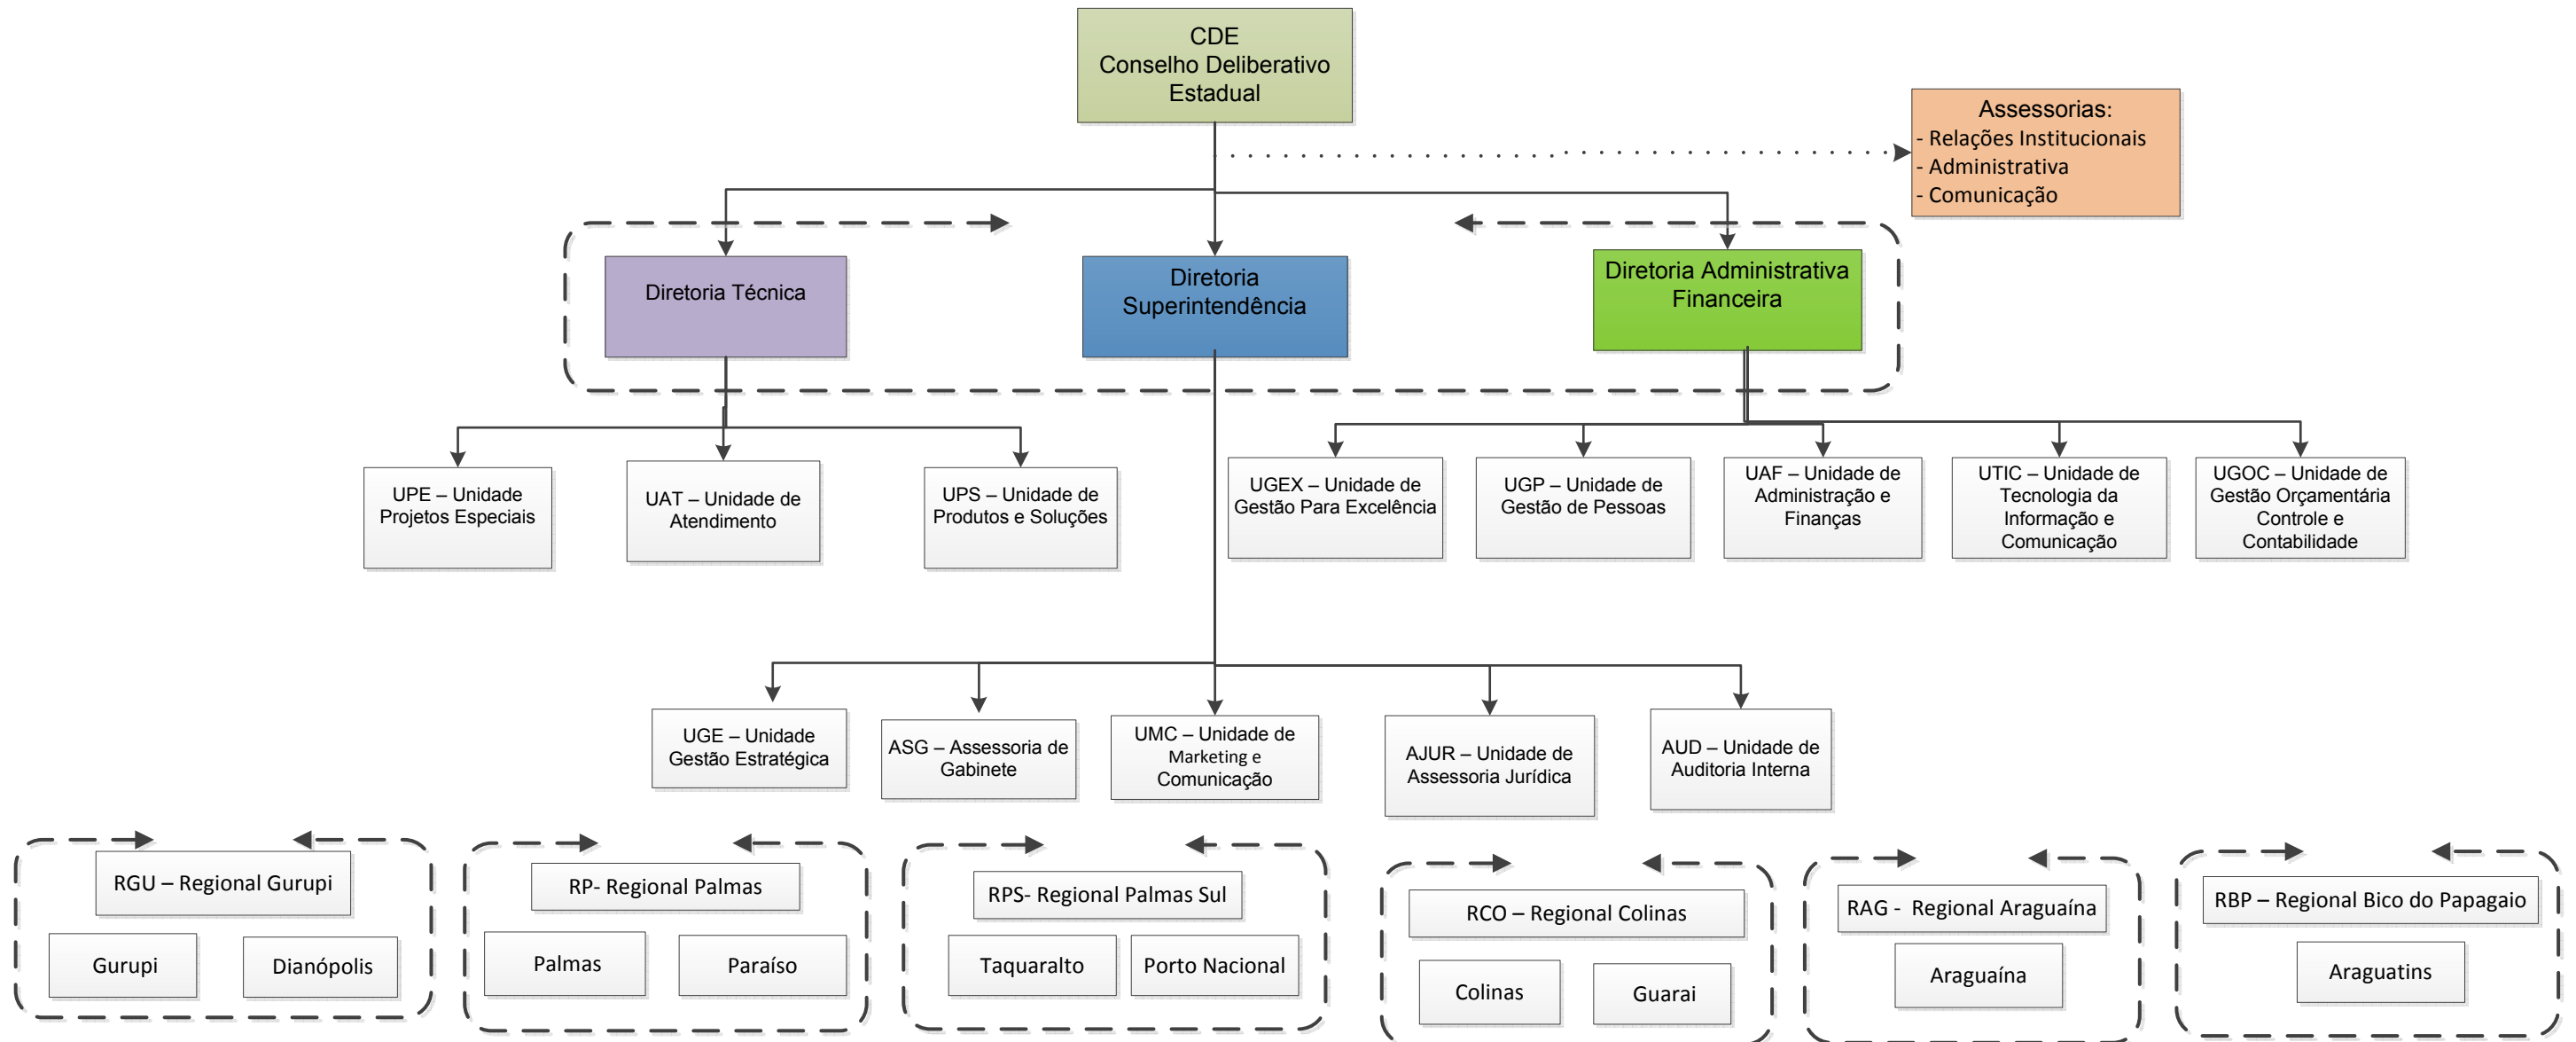 CDE
Conselho Deliberativo
Estadual
Assessorias:
- Relações Institucionais
- Administrativa
- Comunicação
Diretoria Técnica
Diretoria
Superintendência
Diretoria Administrativa
Financeira
UPE – Unidade
Projetos Especiais
UAT – Unidade de
Atendimento
UPS – Unidade de
Produtos e Soluções
UGEX – Unidade de
Gestão Para Excelência
UGP – Unidade de
Gestão de Pessoas
UAF – Unidade de
Administração e
Finanças
UTIC – Unidade de
Tecnologia da
Informação e
Comunicação
UGOC – Unidade de
Gestão Orçamentária
Controle e
Contabilidade
UGE – Unidade
Gestão Estratégica
ASG – Assessoria de
Gabinete
UMC – Unidade de
Marketing e
Comunicação
AJUR – Unidade de
Assessoria Jurídica
AUD – Unidade de
Auditoria Interna
RGU – Regional Gurupi
Gurupi
Dianópolis
RP- Regional Palmas
Palmas
Paraíso
RPS- Regional Palmas Sul
Taquaralto
Porto Nacional
RCO – Regional Colinas
Colinas
Guarai
RAG - Regional Araguaína
Araguaína
RBP – Regional Bico do Papagaio
Araguatins